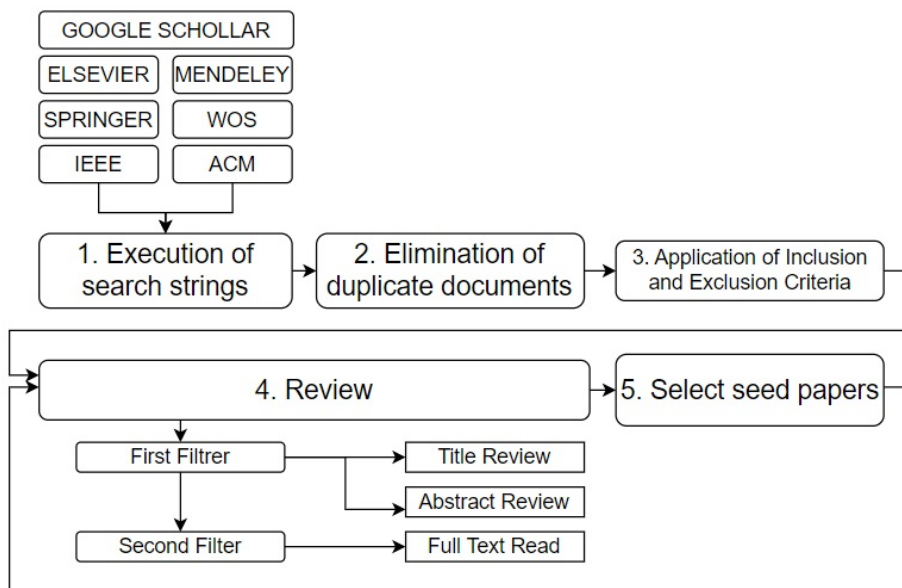 GOOGLE SCHOLLAR
ELSEVIER
MENDELEY
SPRINGER
WOS
IEEE
ACM
1. Execution of
search strings
2. Elimination of
duplicate documents
3. Application of Inclusion
and Exclusion Criteria
4. Review
5. Select seed papers
First Filtrer
Title Review
Abstract Review
Second Filter
Full Text Read